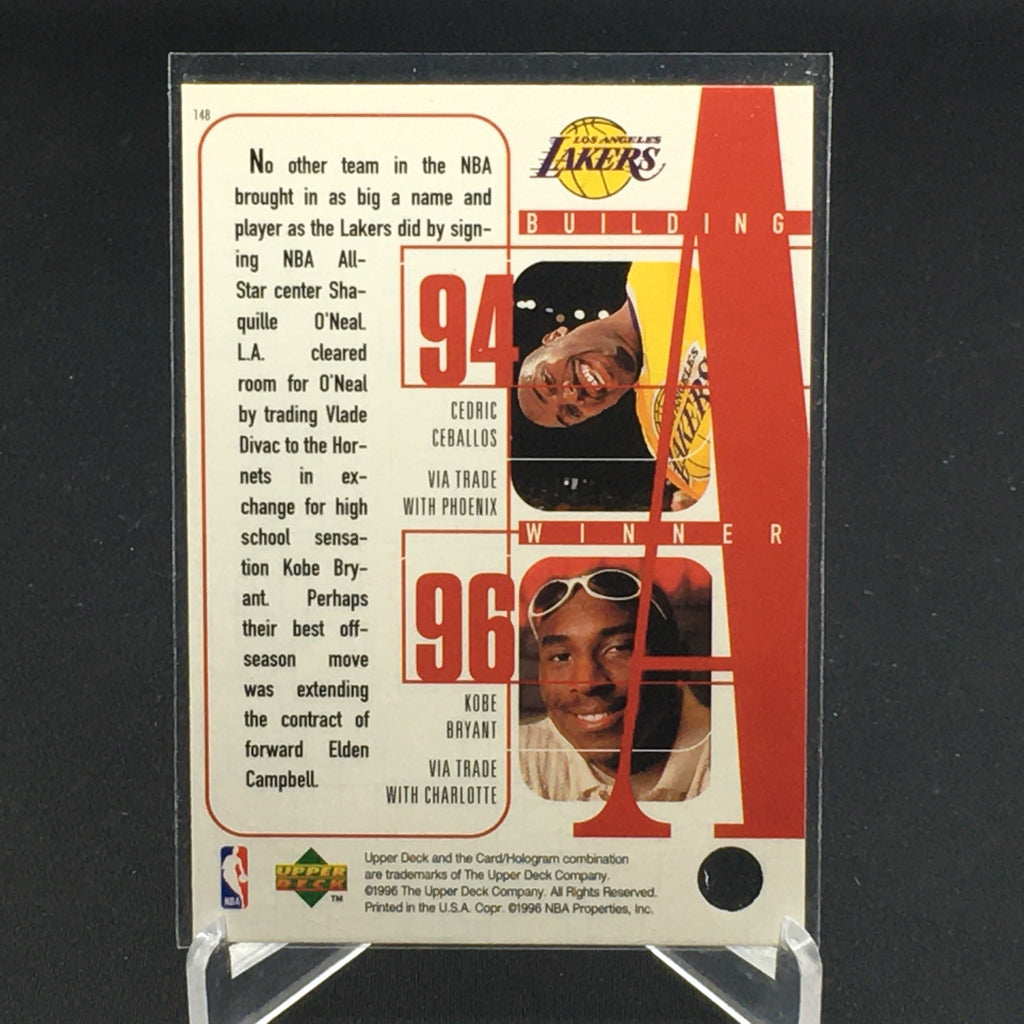 148
No other team in the NBA
brought in as big a name and
player as the Lakers did by sign-
ing NBA All-
Star center Sha-
quille O'Neal.
L.A. cleared
room for O'Neal
by trading Vlade
Divac to the Hor-
nets in ex-
change for high
school sensa-
tion Kobe Bry-
ant. Perhaps
their best off-
season move
was extending
the contract of
forward Elden
Campbell.
LOS ANGELES
LAKERS
BUILDING
94
CEDRIC
CEBALLOS
VIA TRADE
WITH PHOENIX
LOS ANGELES
LAKERS
A
WINNER
96
KOBE
BRYANT
VIA TRADE
WITH CHARLOTTE
NBA
UPPER
DECK
TM
Upper Deck and the Card/Hologram combination
are trademarks of The Upper Deck Company.
©1996 The Upper Deck Company. All Rights Reserved.
Printed in the U.S.A. Copr. ©1996 NBA Properties, Inc.